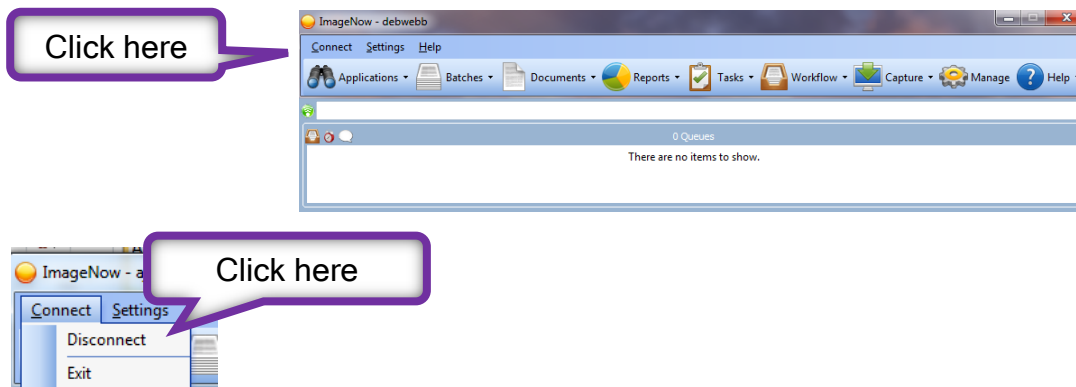 Click here
ImageNow - debwebb
Connect Settings Help
Applications Batches Documents Reports Tasks Workflow Capture Manage Help
0 Queues
There are no items to show.
Click here
ImageNow -
Connect Settings
Disconnect
Exit